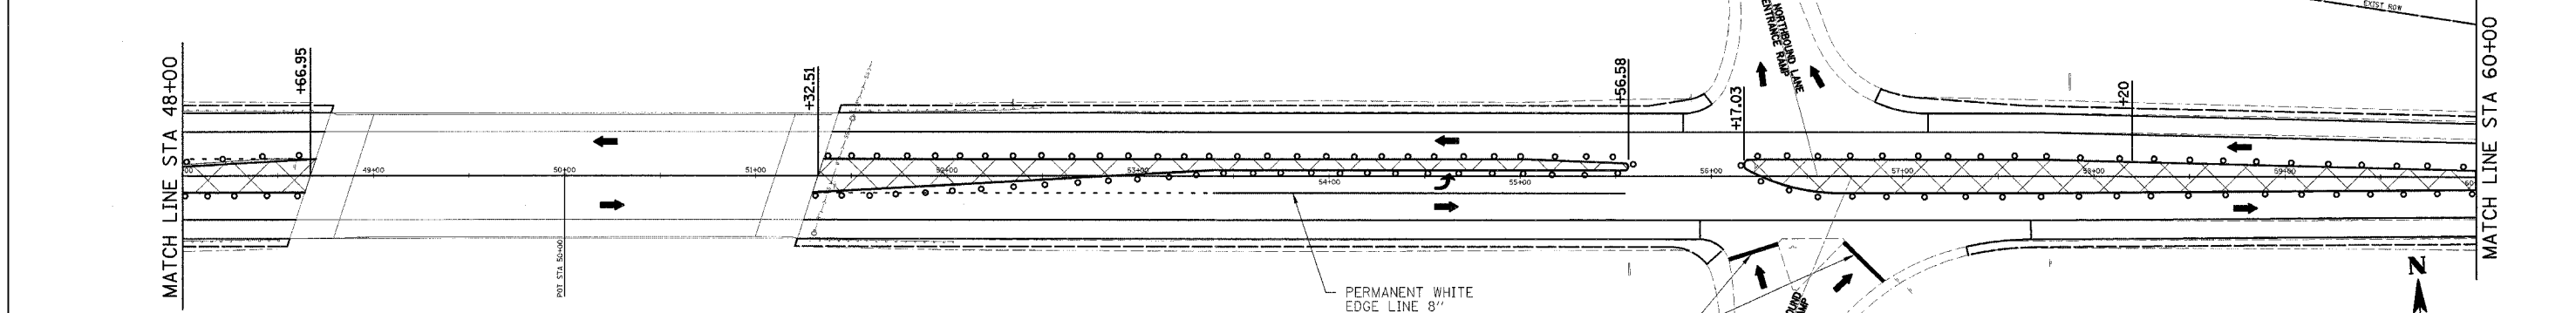 MATCH LINE STA 48+00
+66.95
+32.51
+56.58
+17.03
+20
NORTHBOUND LANE
ENTRANCE RAMP
EXIST ROW
MATCH LINE STA 60+00
49+00
50+00
51+00
52+00
53+00
54+00
55+00
56+00
57+00
58+00
59+00
POT STA 50+00
PERMANENT WHITE
EDGE LINE 8"
N